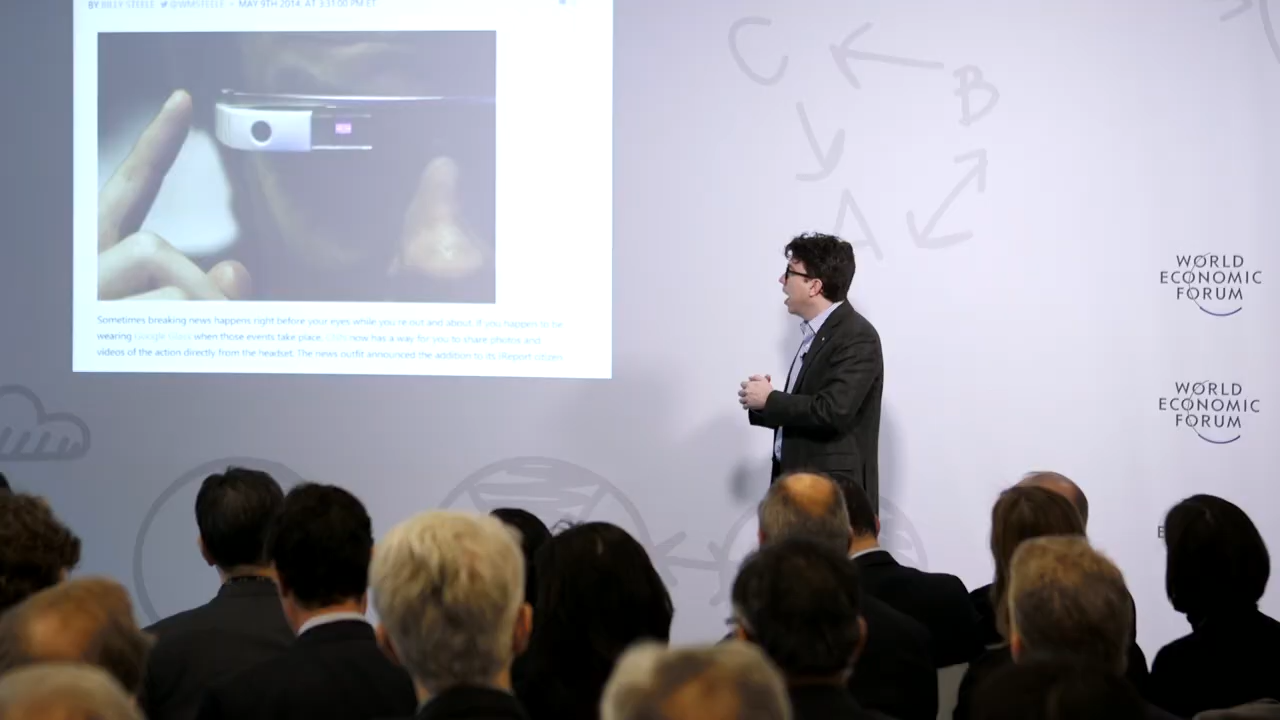 BY BILLY STEELE @WMSTEELE • MAY 9TH 2014 AT 3:31:00 PM ET
Sometimes breaking news happens right before your eyes while you're out and about. If you happen to be
wearing Google Glass when those events take place, CNN now has a way for you to share photos and
videos of the action directly from the headset. The news outfit announced the addition to its iReport citizen
C
B
A
WORLD
ECONOMIC
FORUM
WORLD
ECONOMIC
FORUM
E